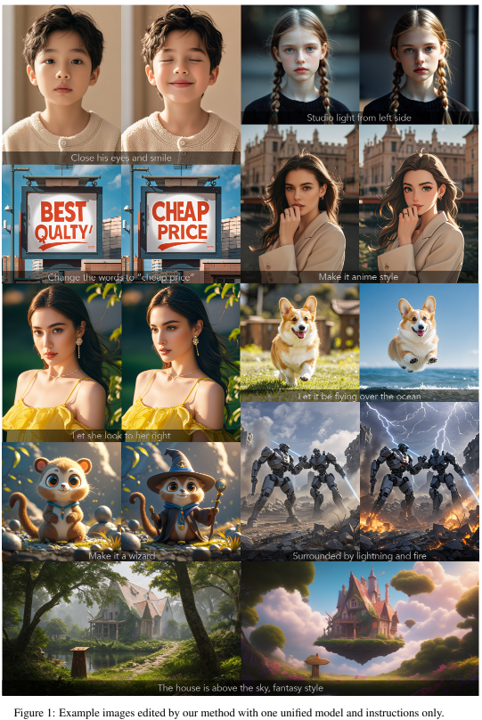 Studio light from left side
Close his eyes and smile
BEST
QUALTY!
CHEAP
PRICE
Change the words to "cheap price"
Make it anime style
Let she look to her right
Let it be flying over the ocean
Make it a wizard
Surrounded by lightning and fire
The house is above the sky, fantasy style
Figure 1: Example images edited by our method with one unified model and instructions only.